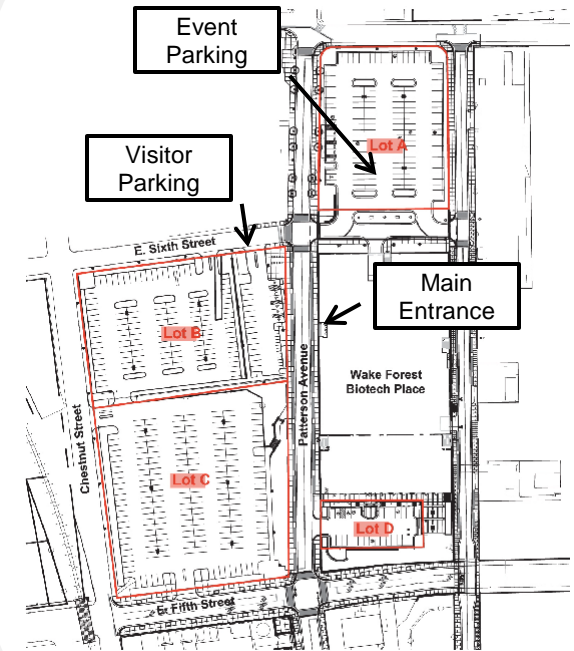 Event
Parking
Lot A
Visitor
Parking
E. Sixth Street
Main
Entrance
Lot B
Patterson Avenue
Wake Forest
Biotech Place
Chestnut Street
Lot C
Lot D
E. Fifth Street